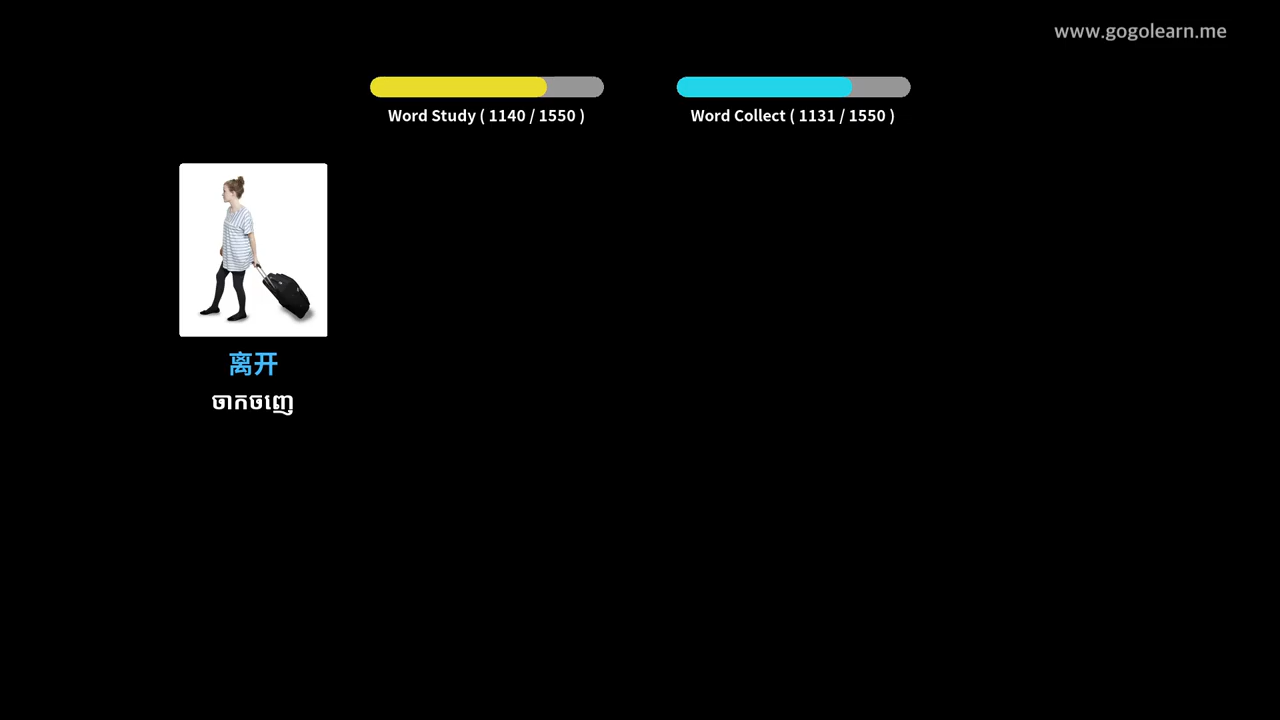 www.gogolearn.me
Word Study ( 1140 / 1550 )
Word Collect ( 1131 / 1550 )
离开
ចាកចេញ